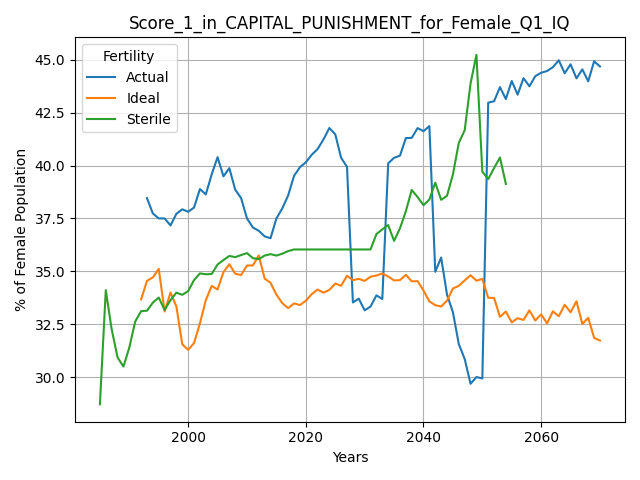 Score_1_in_CAPITAL_PUNISHMENT_for_Female_Q1_IQ
Fertility
Actual
Ideal
Sterile
% of Female Population
45.0
42.5
40.0
37.5
35.0
32.5
30.0
2000
2020
2040
2060
Years